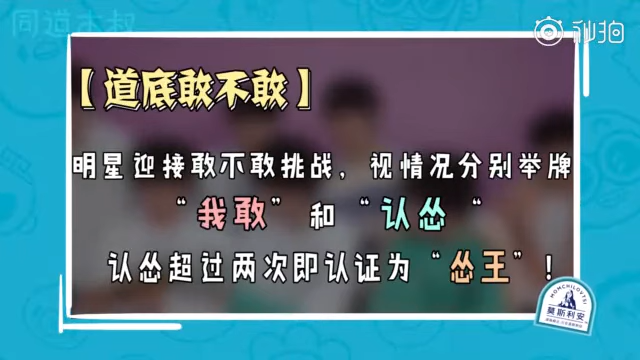 同道大叔
秒拍
【道底敢不敢】
明星迎接敢不敢挑战，视情况分别举牌
“我敢”和“认怂“
认怂超过两次即认证为“怂王”！
MOMCHILOVTSI
莫斯利安